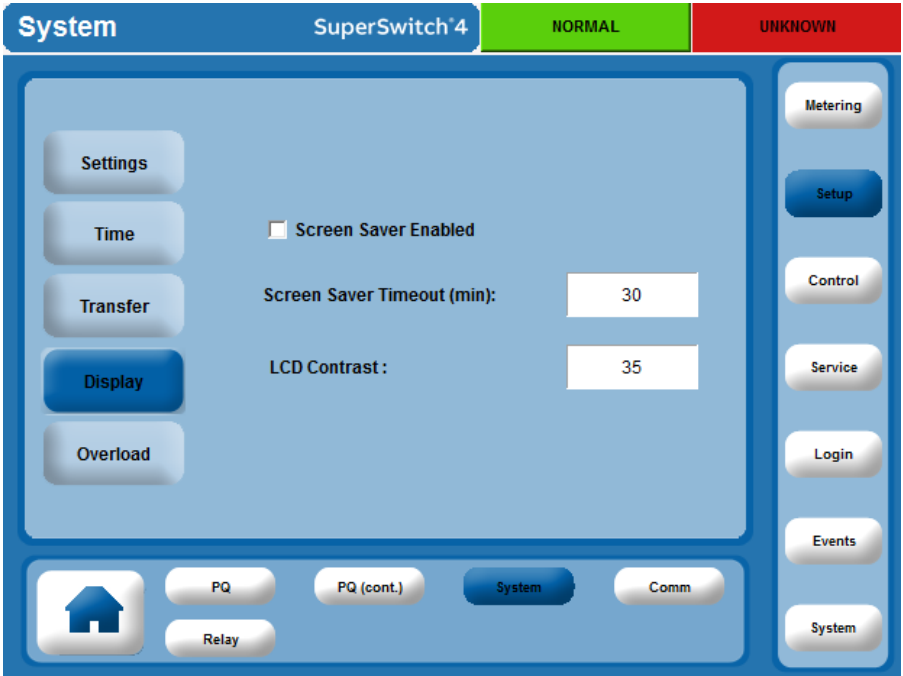 System
SuperSwitch®4
NORMAL
UNKNOWN
Settings
Time
Transfer
Display
Overload
Screen Saver Enabled
Screen Saver Timeout (min):
30
LCD Contrast :
35
Metering
Setup
Control
Service
Login
Events
System
PQ
PQ (cont.)
System
Comm
Relay